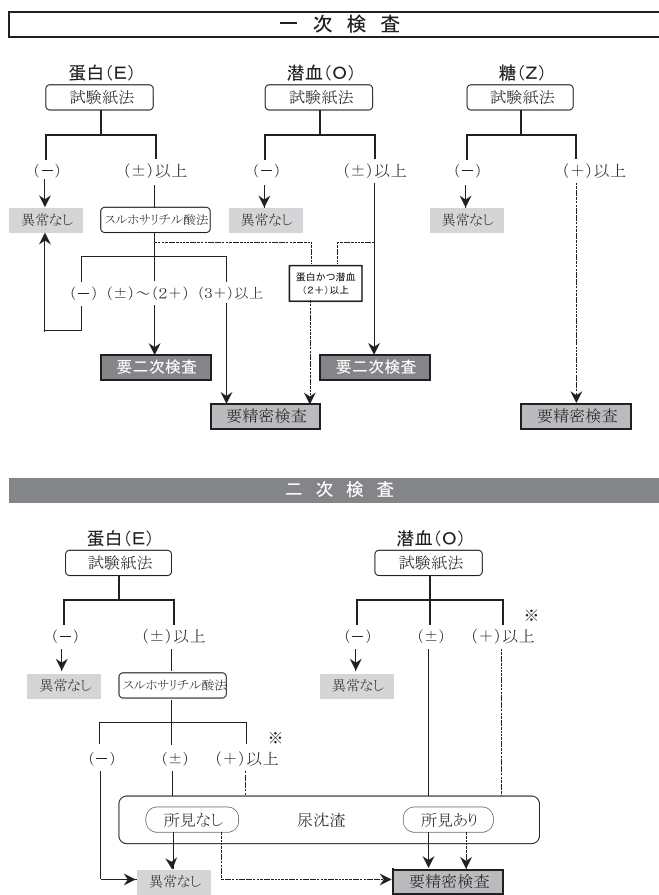 一次検査
蛋白(E) 潜血(O) 糖(Z)
試験紙法 試験紙法 試験紙法
(－) (±)以上 (－) (±)以上 (－) (＋)以上
異常なし スルホサリチル酸法 異常なし 異常なし
蛋白かつ潜血
(2＋)以上
(－) (±)～(2＋) (3＋)以上
要二次検査 要二次検査
要精密検査 要精密検査
二次検査
蛋白(E) 潜血(O)
試験紙法 試験紙法
※
(－) (±)以上 (－) (±) (＋)以上
異常なし スルホサリチル酸法 異常なし
※
(－) (±) (＋)以上
所見なし 尿沈渣 所見あり
異常なし 要精密検査